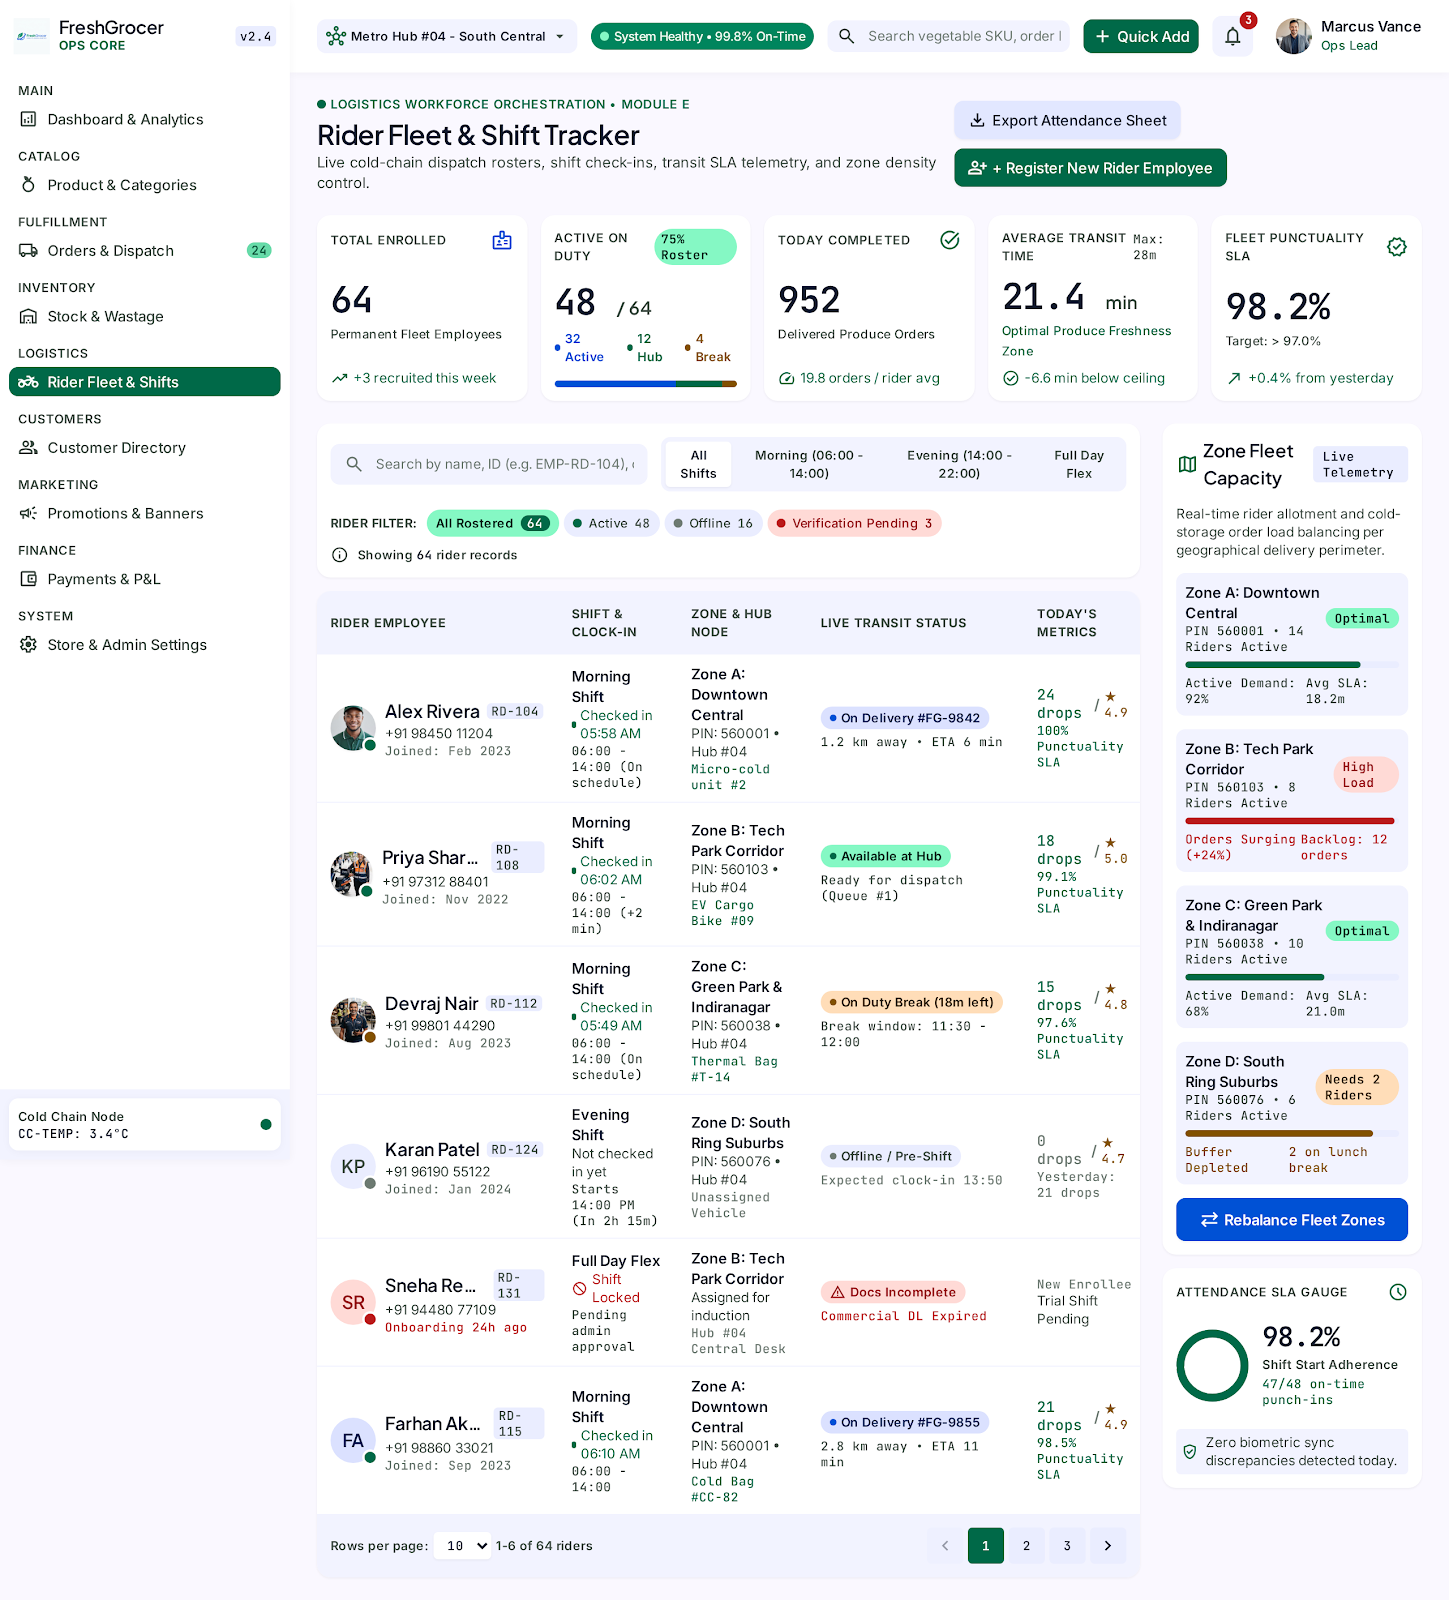 FreshGrocer
OPS CORE
v2.4
MAIN
Dashboard & Analytics
CATALOG
Product & Categories
FULFILLMENT
Orders & Dispatch
24
INVENTORY
Stock & Wastage
LOGISTICS
Rider Fleet & Shifts
CUSTOMERS
Customer Directory
MARKETING
Promotions & Banners
FINANCE
Payments & P&L
SYSTEM
Store & Admin Settings
Cold Chain Node
CC-TEMP: 3.4°C
Metro Hub #04 - South Central
System Healthy • 99.8% On-Time
Search vegetable SKU, order I
Quick Add
3
Marcus Vance
Ops Lead
LOGISTICS WORKFORCE ORCHESTRATION • MODULE E
Rider Fleet & Shift Tracker
Live cold-chain dispatch rosters, shift check-ins, transit SLA telemetry, and zone density
control.
Export Attendance Sheet
+ Register New Rider Employee
TOTAL ENROLLED
64
Permanent Fleet Employees
+3 recruited this week
ACTIVE ON
DUTY
75%
Roster
48 / 64
32
Active
12
Hub
4
Break
TODAY COMPLETED
952
Delivered Produce Orders
19.8 orders / rider avg
AVERAGE TRANSIT
TIME
Max:
28m
21.4 min
Optimal Produce Freshness
Zone
-6.6 min below ceiling
FLEET PUNCTUALITY
SLA
98.2%
Target: > 97.0%
+0.4% from yesterday
Search by name, ID (e.g. EMP-RD-104),
All
Shifts
Morning (06:00 -
14:00)
Evening (14:00 -
22:00)
Full Day
Flex
RIDER FILTER:
All Rostered 64
Active 48
Offline 16
Verification Pending 3
Showing 64 rider records
RIDER EMPLOYEE
SHIFT &
CLOCK-IN
ZONE & HUB
NODE
LIVE TRANSIT STATUS
TODAY'S
METRICS
Alex Rivera RD-104
+91 98450 11204
Joined: Feb 2023
Morning
Shift
Checked in
05:58 AM
06:00 -
14:00 (On
schedule)
Zone A:
Downtown
Central
PIN: 560001 •
Hub #04
Micro-cold
unit #2
On Delivery #FG-9842
1.2 km away • ETA 6 min
24
drops
/ ★
4.9
100%
Punctuality
SLA
Priya Shar... RD-
108
+91 97312 88401
Joined: Nov 2022
Morning
Shift
Checked in
06:02 AM
06:00 -
14:00 (+2
min)
Zone B: Tech
Park Corridor
PIN: 560103 •
Hub #04
EV Cargo
Bike #09
Available at Hub
Ready for dispatch
(Queue #1)
18
drops
/ ★
5.0
99.1%
Punctuality
SLA
Devraj Nair RD-112
+91 99801 44290
Joined: Aug 2023
Morning
Shift
Checked in
05:49 AM
06:00 -
14:00 (On
schedule)
Zone C:
Green Park &
Indiranagar
PIN: 560038 •
Hub #04
Thermal Bag
#T-14
On Duty Break (18m left)
Break window: 11:30 -
12:00
15
drops
/ ★
4.8
97.6%
Punctuality
SLA
KP
Karan Patel RD-124
+91 96190 55122
Joined: Jan 2024
Evening
Shift
Not checked
in yet
Starts
14:00 PM
(In 2h 15m)
Zone D: South
Ring Suburbs
PIN: 560076 •
Hub #04
Unassigned
Vehicle
Offline / Pre-Shift
Expected clock-in 13:50
0
drops
/ ★
4.7
Yesterday:
21 drops
SR
Sneha Re... RD-
131
+91 94480 77109
Onboarding 24h ago
Full Day Flex
Shift
Locked
Pending
admin
approval
Zone B: Tech
Park Corridor
Assigned for
induction
Hub #04
Central Desk
Docs Incomplete
Commercial DL Expired
New Enrollee
Trial Shift
Pending
FA
Farhan Ak... RD-
115
+91 98860 33021
Joined: Sep 2023
Morning
Shift
Checked in
06:10 AM
06:00 -
14:00
Zone A:
Downtown
Central
PIN: 560001 •
Hub #04
Cold Bag
#CC-82
On Delivery #FG-9855
2.8 km away • ETA 11
min
21
drops
/ ★
4.9
98.5%
Punctuality
SLA
Rows per page: 10 1-6 of 64 riders
1 2 3
Zone Fleet
Capacity
Live
Telemetry
Real-time rider allotment and cold-
storage order load balancing per
geographical delivery perimeter.
Zone A: Downtown
Central
PIN 560001 • 14
Riders Active
Optimal
Active Demand:
92%
Avg SLA:
18.2m
Zone B: Tech Park
Corridor
PIN 560103 • 8
Riders Active
High
Load
Orders Surging
(+24%)
Backlog: 12
orders
Zone C: Green Park
& Indiranagar
PIN 560038 • 10
Riders Active
Optimal
Active Demand:
68%
Avg SLA:
21.0m
Zone D: South
Ring Suburbs
PIN 560076 • 6
Riders Active
Needs 2
Riders
Buffer
Depleted
2 on lunch
break
Rebalance Fleet Zones
ATTENDANCE SLA GAUGE
98.2%
Shift Start Adherence
47/48 on-time
punch-ins
Zero biometric sync
discrepancies detected today.